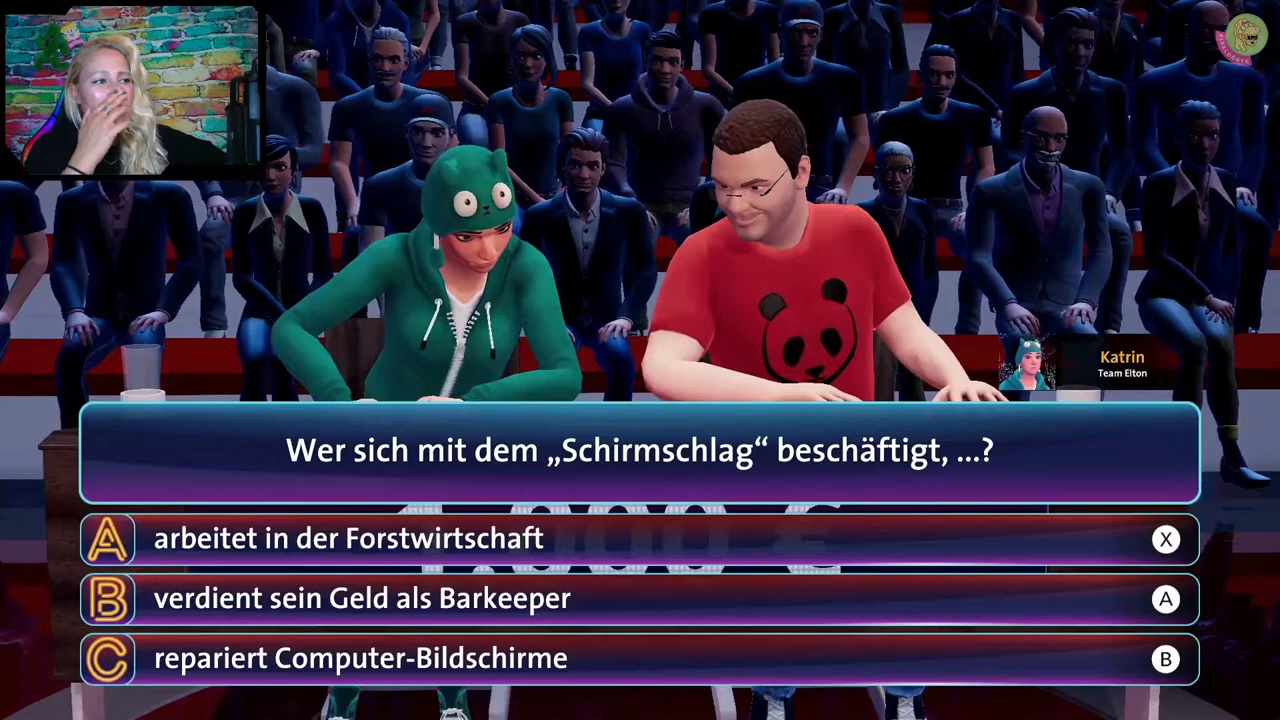 Katrin
Team Elton
Wer sich mit dem „Schirmschlag“ beschäftigt, ...?
A arbeitet in der Forstwirtschaft X
B verdient sein Geld als Barkeeper A
C repariert Computer-Bildschirme B